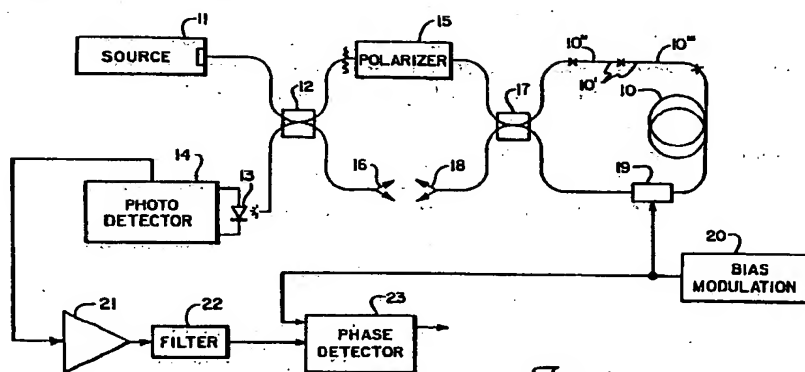 11
SOURCE
12
15
POLARIZER
17
10"
10'
10'''
10
16
18
19
14
13
PHOTO
DETECTOR
20
BIAS
MODULATION
21
22
FILTER
23
PHASE
DETECTOR